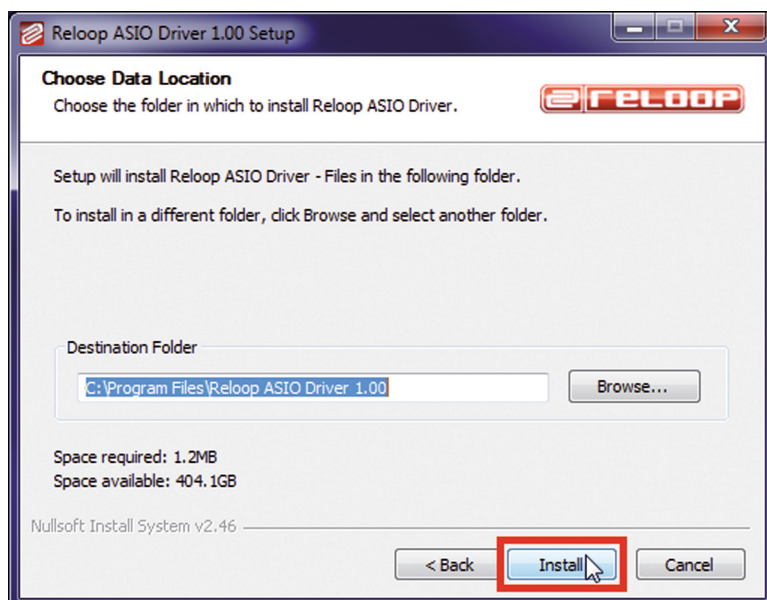 Reloop ASIO Driver 1.00 Setup
Choose Data Location
Choose the folder in which to install Reloop ASIO Driver.
reloop
Setup will install Reloop ASIO Driver - Files in the following folder.
To install in a different folder, click Browse and select another folder.
Destination Folder
C:\Program Files\Reloop ASIO Driver 1.00
Browse...
Space required: 1.2MB
Space available: 404.1GB
Nullsoft Install System v2.46
< Back Install Cancel